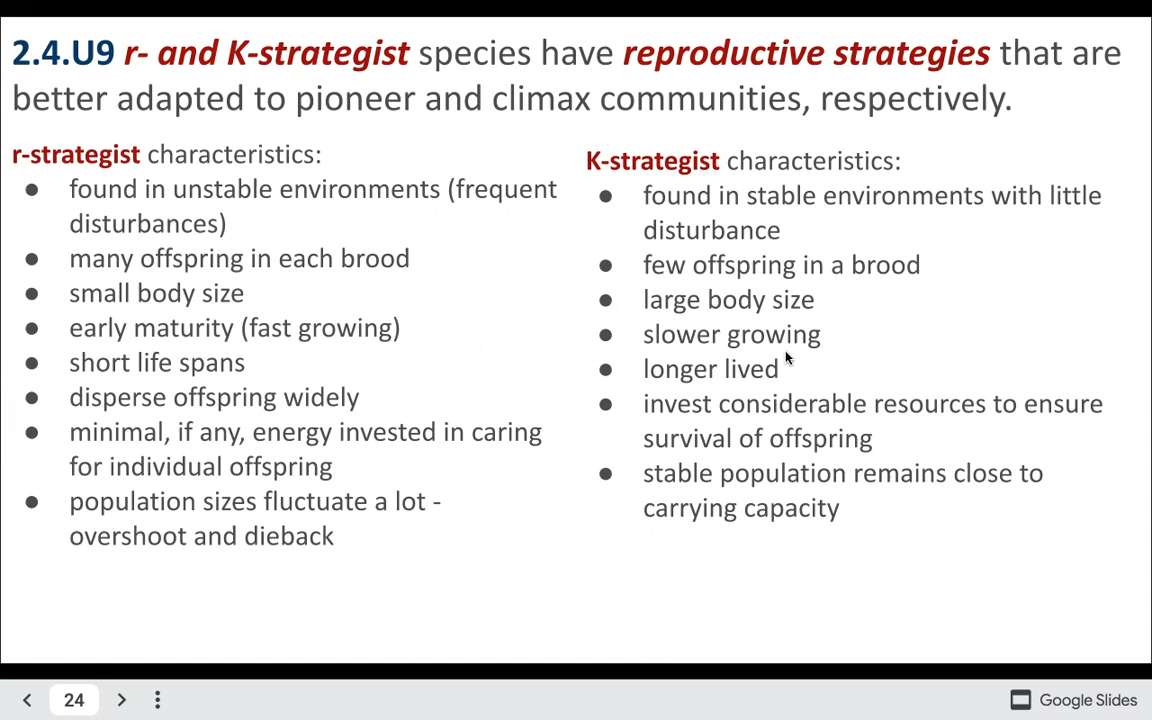 2.4.U9 r- and K-strategist species have reproductive strategies that are
better adapted to pioneer and climax communities, respectively.
r-strategist characteristics:
● found in unstable environments (frequent
disturbances)
● many offspring in each brood
● small body size
● early maturity (fast growing)
● short life spans
● disperse offspring widely
● minimal, if any, energy invested in caring
for individual offspring
● population sizes fluctuate a lot -
overshoot and dieback
K-strategist characteristics:
● found in stable environments with little
disturbance
● few offspring in a brood
● large body size
● slower growing
● longer lived
● invest considerable resources to ensure
survival of offspring
● stable population remains close to
carrying capacity
24
Google Slides